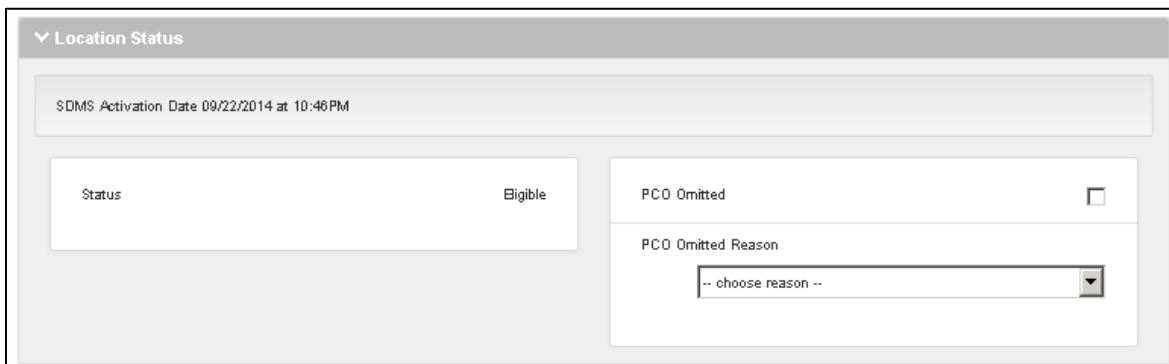 Location Status
SDMS Activation Date 09/22/2014 at 10:46PM
Status Eligible
PCO Omitted
PCO Omitted Reason
-- choose reason --